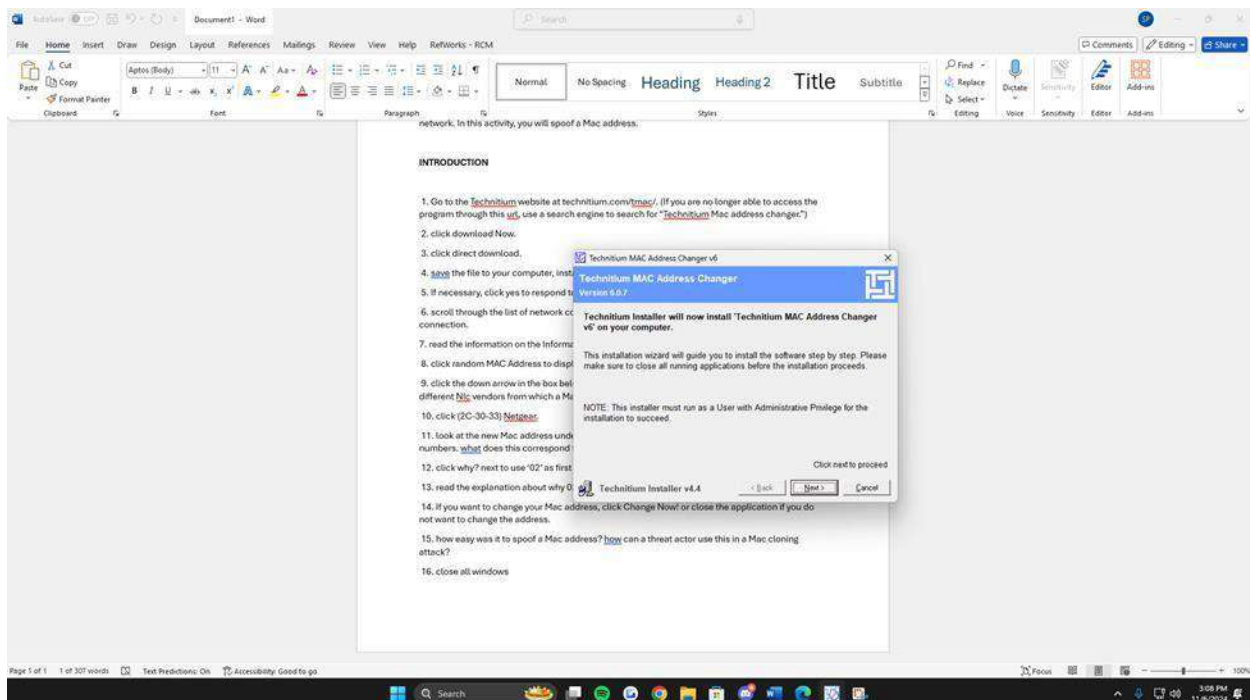 AutoSave Off Document1 - Word Search SP
File Home Insert Draw Design Layout References Mailings Review View Help RefWorks - RCM Comments Editing Share
Paste Cut Copy Format Painter
Aptos (Body) 11
Normal No Spacing Heading Heading 2 Title Subtitle
Find Replace Select Dictate Sensitivity Editor Add-ins
Clipboard Font Paragraph Styles Editing Voice Sensitivity Editor Add-ins
network. In this activity, you will spoof a Mac address.
INTRODUCTION
1. Go to the Technitium website at technitium.com/tmac/. (If you are no longer able to access the
program through this url, use a search engine to search for "Technitium Mac address changer.")
2. click download Now.
3. click direct download.
4. save the file to your computer, inst
5. If necessary, click yes to respond t
6. scroll through the list of network co
connection.
7. read the information on the Informa
8. click random MAC Address to displ
9. click the down arrow in the box bel
different NIc vendors from which a Ma
10. click (2C-30-33) Netgear.
11. look at the new Mac address unde
numbers. what does this correspond
12. click why? next to use '02' as first
13. read the explanation about why 0
14. If you want to change your Mac address, click Change Now! or close the application if you do
not want to change the address.
15. how easy was it to spoof a Mac address? how can a threat actor use this in a Mac cloning
attack?
16. close all windows
Technitium MAC Address Changer v6
Technitium MAC Address Changer
Version 6.0.7
Technitium Installer will now install 'Technitium MAC Address Changer
v6' on your computer.
This installation wizard will guide you to install the software step by step. Please
make sure to close all running applications before the installation proceeds.
NOTE: This installer must run as a User with Administrative Privilege for the
installation to succeed.
Click next to proceed
Technitium Installer v4.4 < Back Next > Cancel
Page 1 of 1 1 of 307 words Text Predictions: On Accessibility: Good to go Focus 100%
Search 3:08 PM
11/6/2024